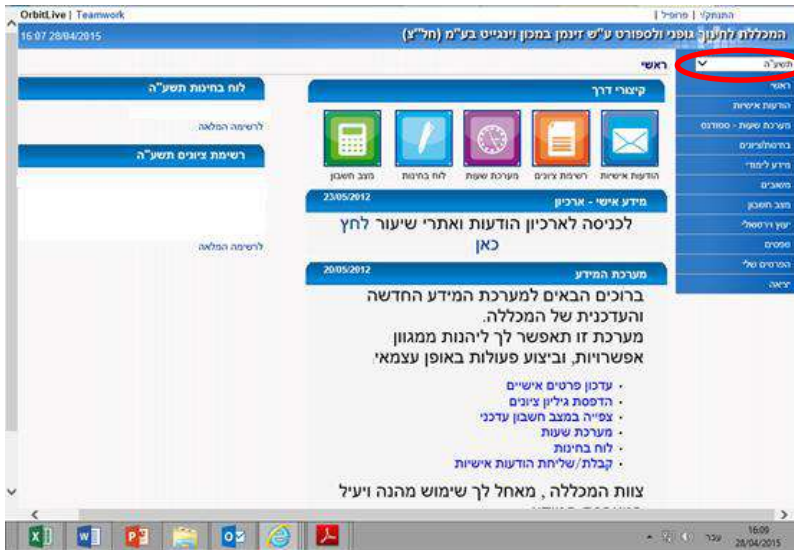 OrbitLive | Teamwork
התנתק/י | פרופיל |
המכללה לחינוך גופני ולספורט ע"ש זינמן במכון וינגייט בע"מ (חל"צ)
16:07 28/04/2015
תשע"ה
ראשי
הודעות אישיות
מערכת שעות - סטודנט
בחינות/ציונים
מידע לימודי
משאבים
מצב חשבון
יעוץ וירטואלי
טפסים
הפרטים שלי
יציאה
ראשי
קיצורי דרך
הודעות אישיות
רשימת ציונים
מערכת שעות
לוח בחינות
מצב חשבון
מידע אישי - ארכיון
23/05/2012
לכניסה לארכיון הודעות ואתרי שיעור לחץ
כאן
מערכת המידע
20/05/2012
ברוכים הבאים למערכת המידע החדשה
והעדכנית של המכללה.
מערכת זו תאפשר לך ליהנות ממגוון
אפשרויות, וביצוע פעולות באופן עצמאי
• עדכון פרטים אישיים
• הדפסת גיליון ציונים
• צפייה במצב חשבון עדכני
• מערכת שעות
• לוח בחינות
• קבלת/שליחת הודעות אישיות
צוות המכללה , מאחל לך שימוש מהנה ויעיל
לוח בחינות תשע"ה
לרשימה המלאה
רשימת ציונים תשע"ה
לרשימה המלאה
עבר
16:09
28/04/2015